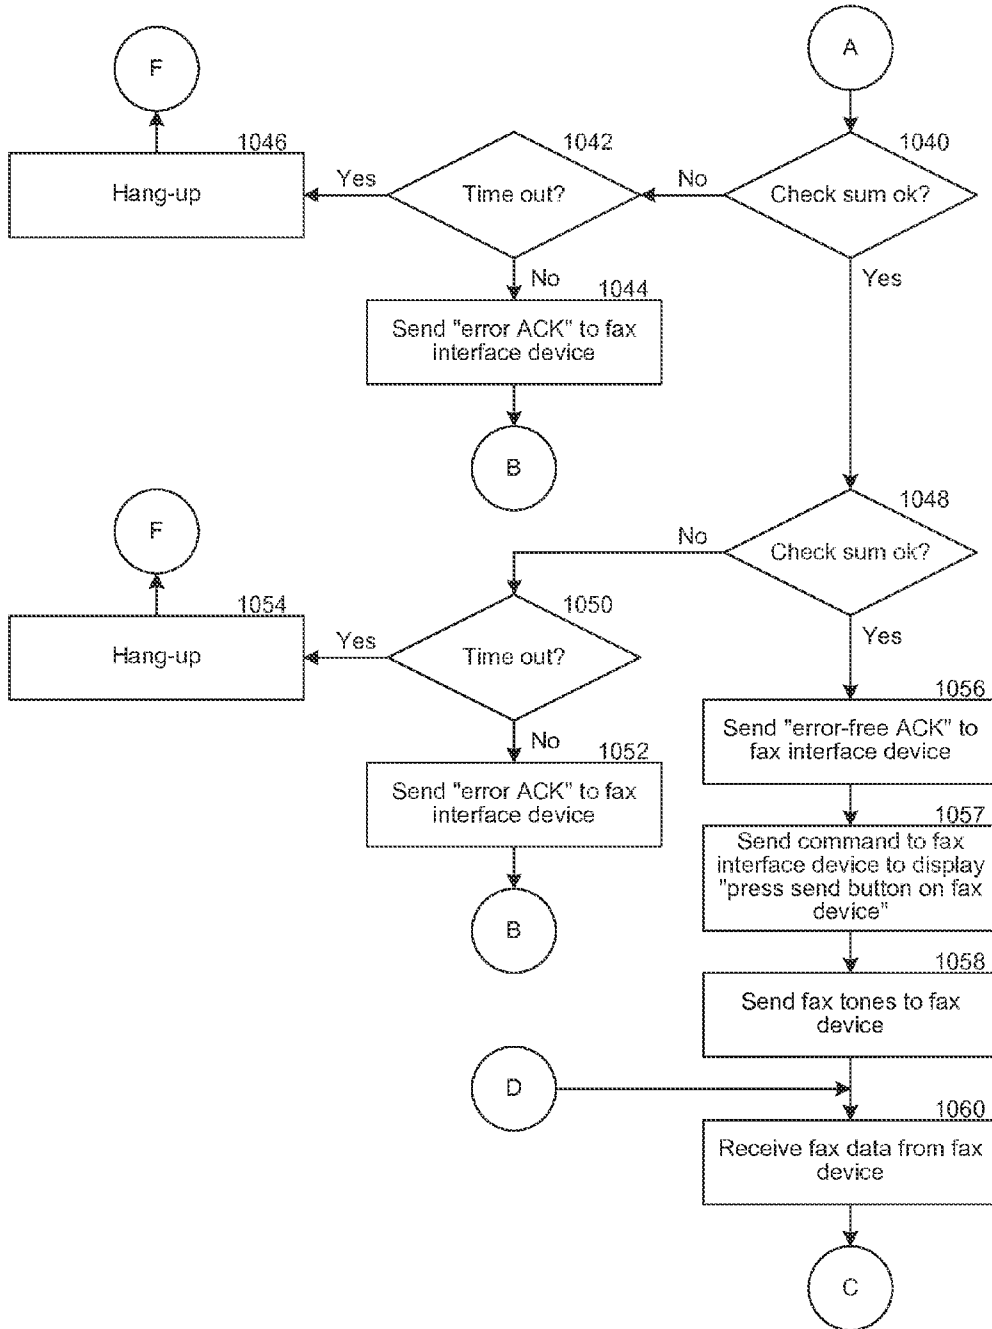 A
F
1046
1042
1040
Hang-up
Yes
Time out?
No
Check sum ok?
No
Yes
1044
Send "error ACK" to fax
interface device
B
1048
F
No
Check sum ok?
1054
1050
Hang-up
Yes
Time out?
Yes
1056
No
1052
Send "error-free ACK" to
fax interface device
Send "error ACK" to fax
interface device
1057
Send command to fax
interface device to display
"press send button on fax
device"
B
1058
Send fax tones to fax
device
D
1060
Receive fax data from fax
device
C